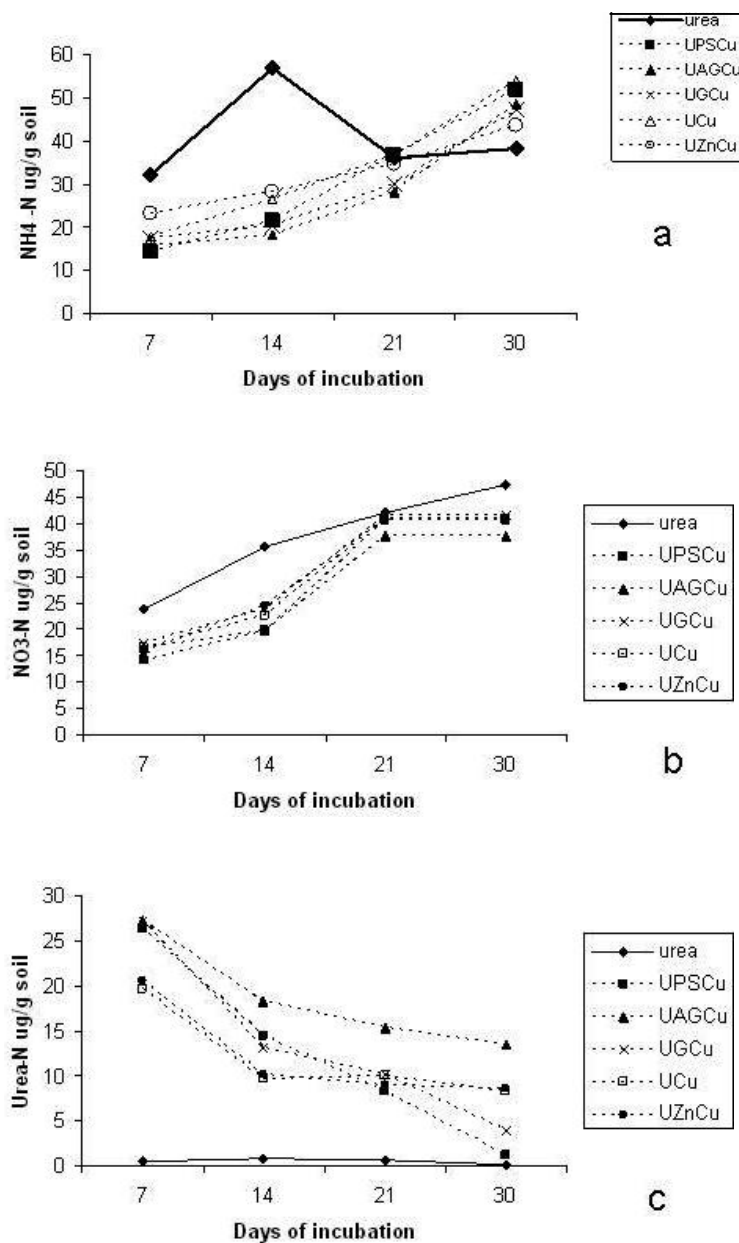 urea
UPSCu
UAGCu
UGCu
UCu
UZnCu
60
50
40
30
20
10
0
NH4 -N ug/g soil
7 14 21 30
Days of incubation
a
50
45
40
35
30
25
20
15
10
5
0
NO3-N ug/g soil
7 14 21 30
Days of incubation
urea
UPSCu
UAGCu
UGCu
UCu
UZnCu
b
30
25
20
15
10
5
0
Urea-N ug/g soil
7 14 21 30
Days of incubation
urea
UPSCu
UAGCu
UGCu
UCu
UZnCu
c